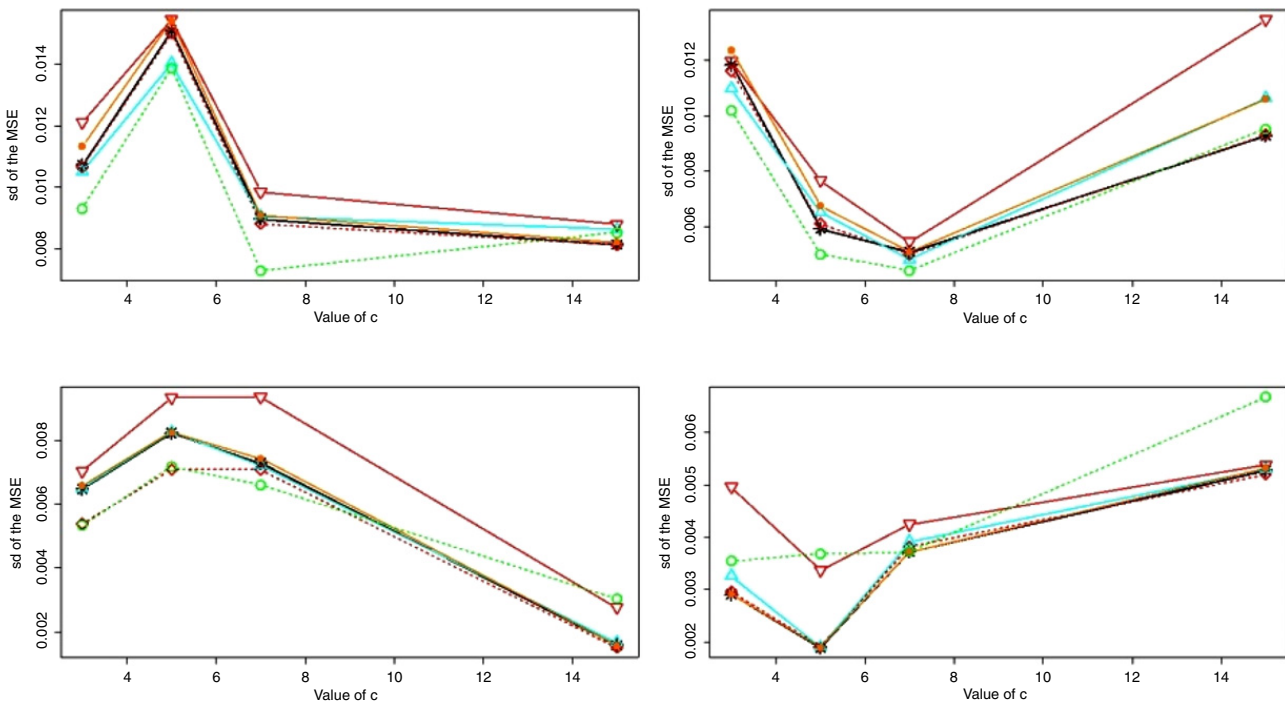 sd of the MSE
0.014
0.012
0.010
0.008
4 6 8 10 12 14
Value of c
sd of the MSE
0.012
0.010
0.008
0.006
4 6 8 10 12 14
Value of c
sd of the MSE
0.008
0.006
0.004
0.002
4 6 8 10 12 14
Value of c
sd of the MSE
0.006
0.005
0.004
0.003
0.002
4 6 8 10 12 14
Value of c